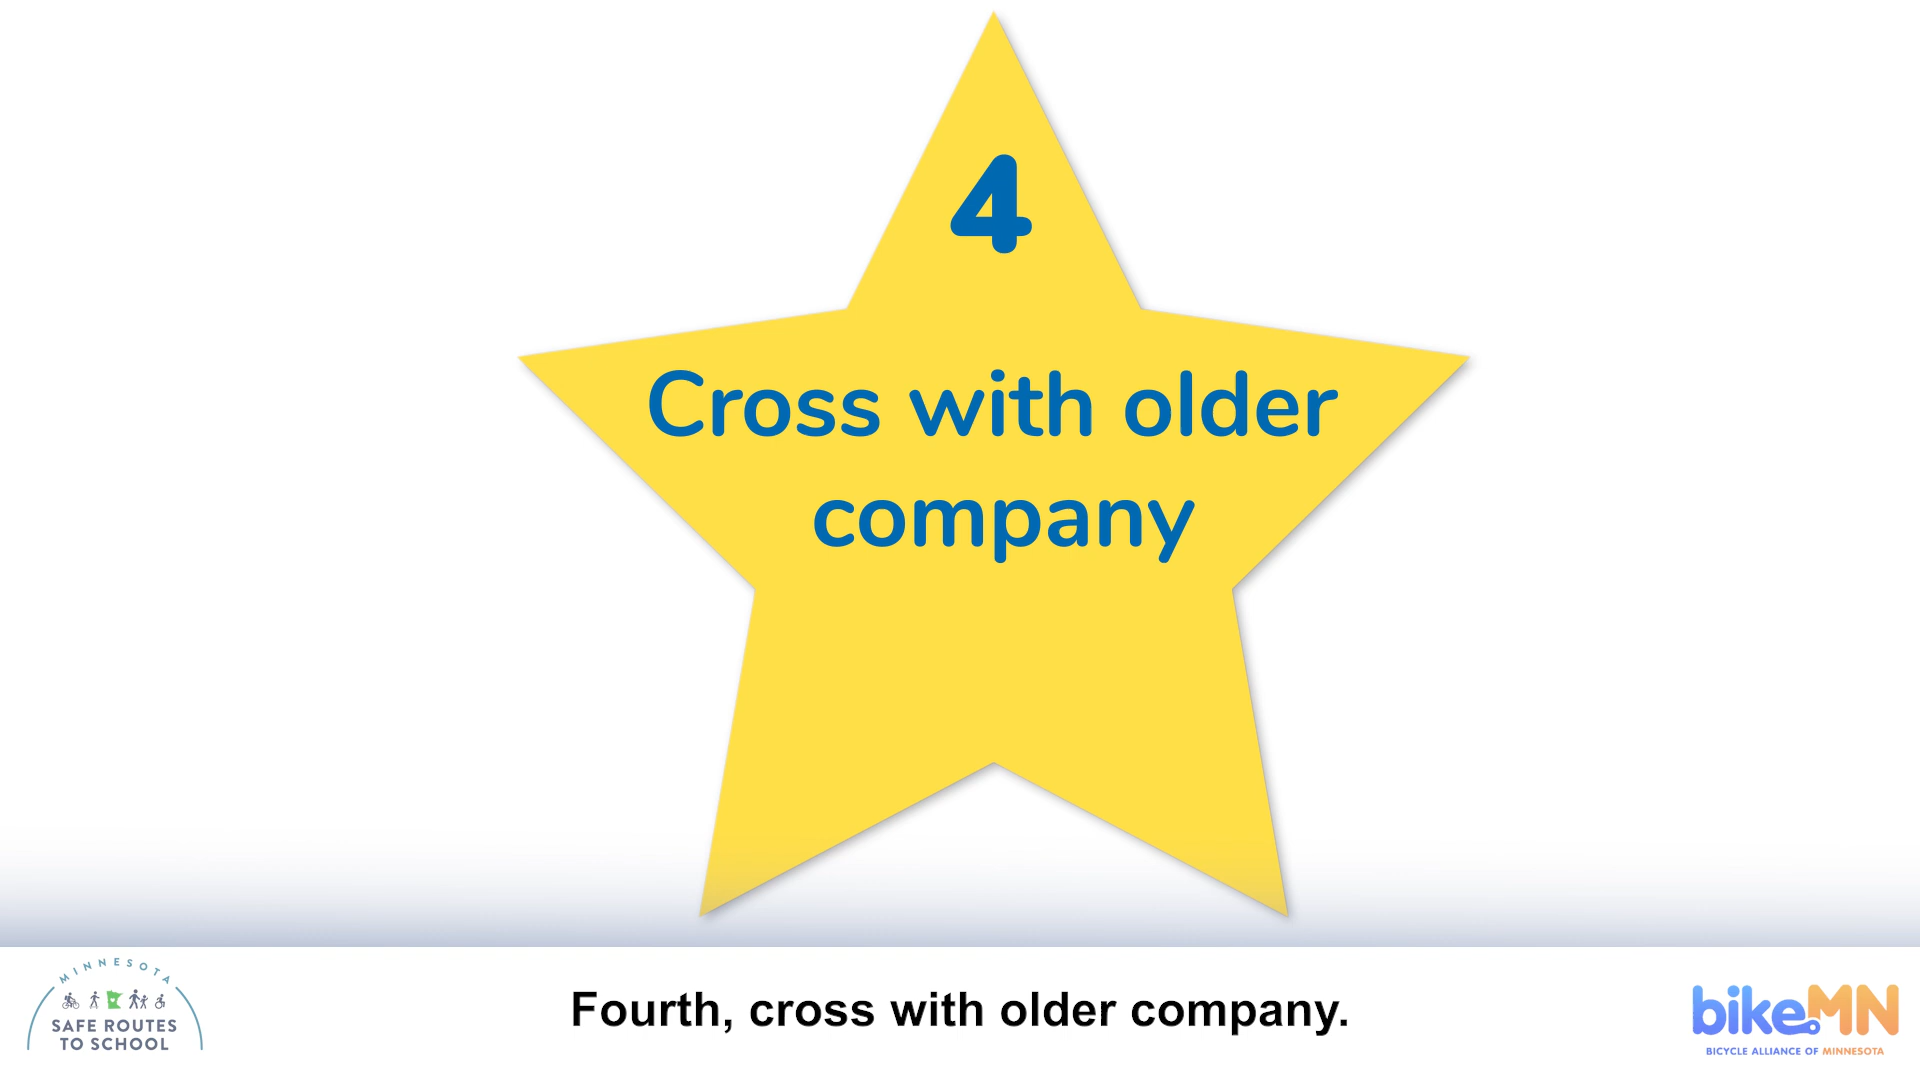 4
Cross with older
company
MINNESOTA
SAFE ROUTES
TO SCHOOL
Fourth, cross with older company.
bikeMN
BICYCLE ALLIANCE OF MINNESOTA